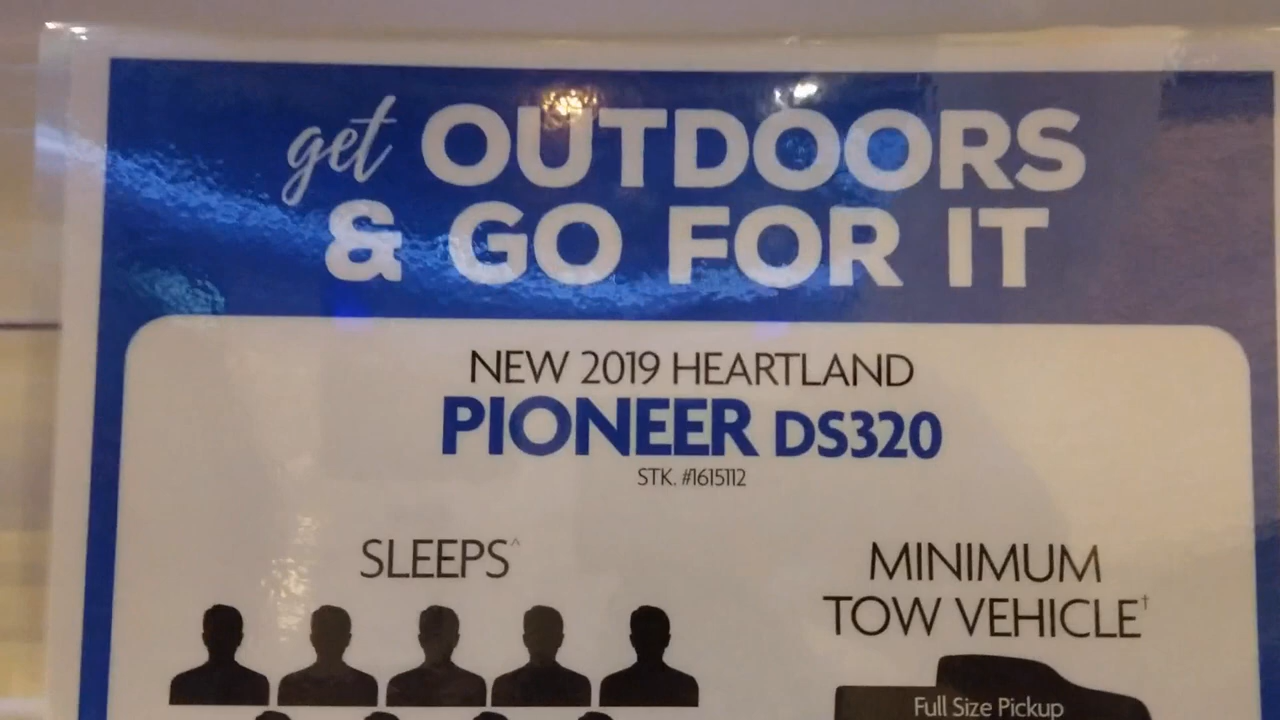 get OUTDOORS
& GO FOR IT
NEW 2019 HEARTLAND
PIONEER DS320
STK. #1615112
SLEEPS^
MINIMUM
TOW VEHICLE†
Full Size Pickup